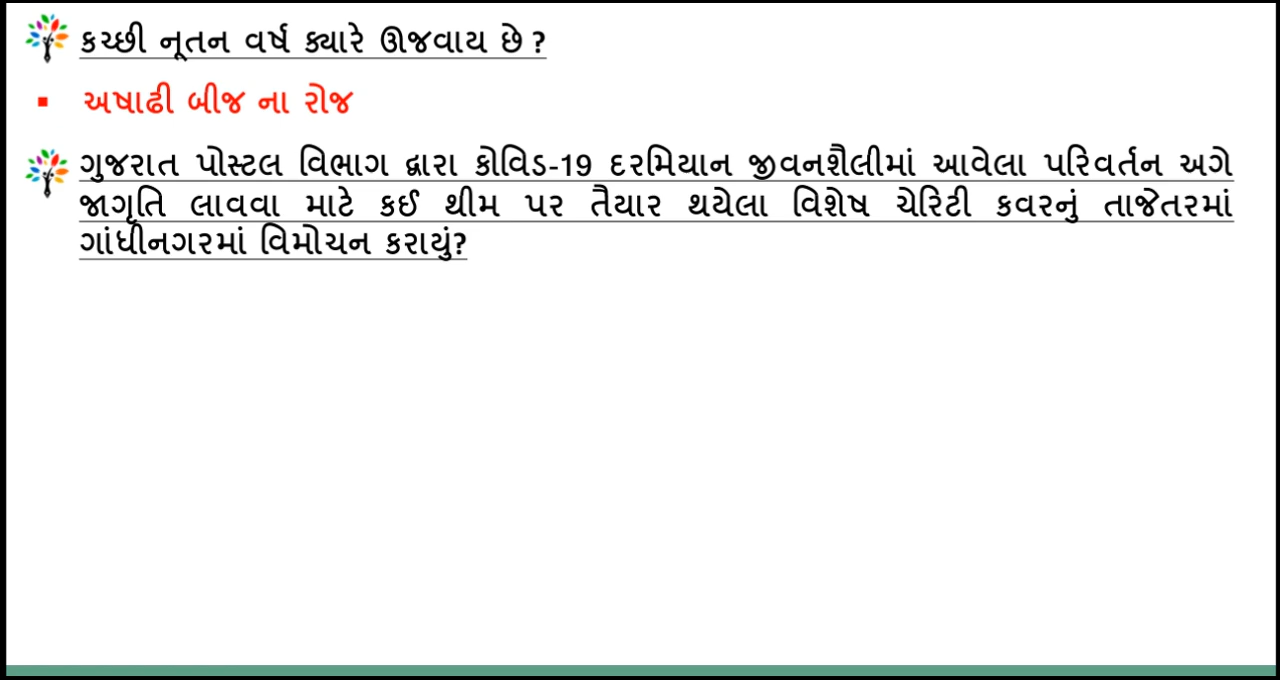 કચ્છી નૂતન વર્ષ ક્યારે ઊજવાય છે ?
▪ અષાઢી બીજ ના રોજ
ગુજરાત પોસ્ટલ વિભાગ દ્વારા કોવિડ-19 દરમિયાન જીવનશૈલીમાં આવેલા પરિવર્તન અગે
જાગૃતિ લાવવા માટે કઈ થીમ પર તૈયાર થયેલા વિશેષ ચેરિટી કવરનું તાજેતરમાં
ગાંધીનગરમાં વિમોચન કરાયું?